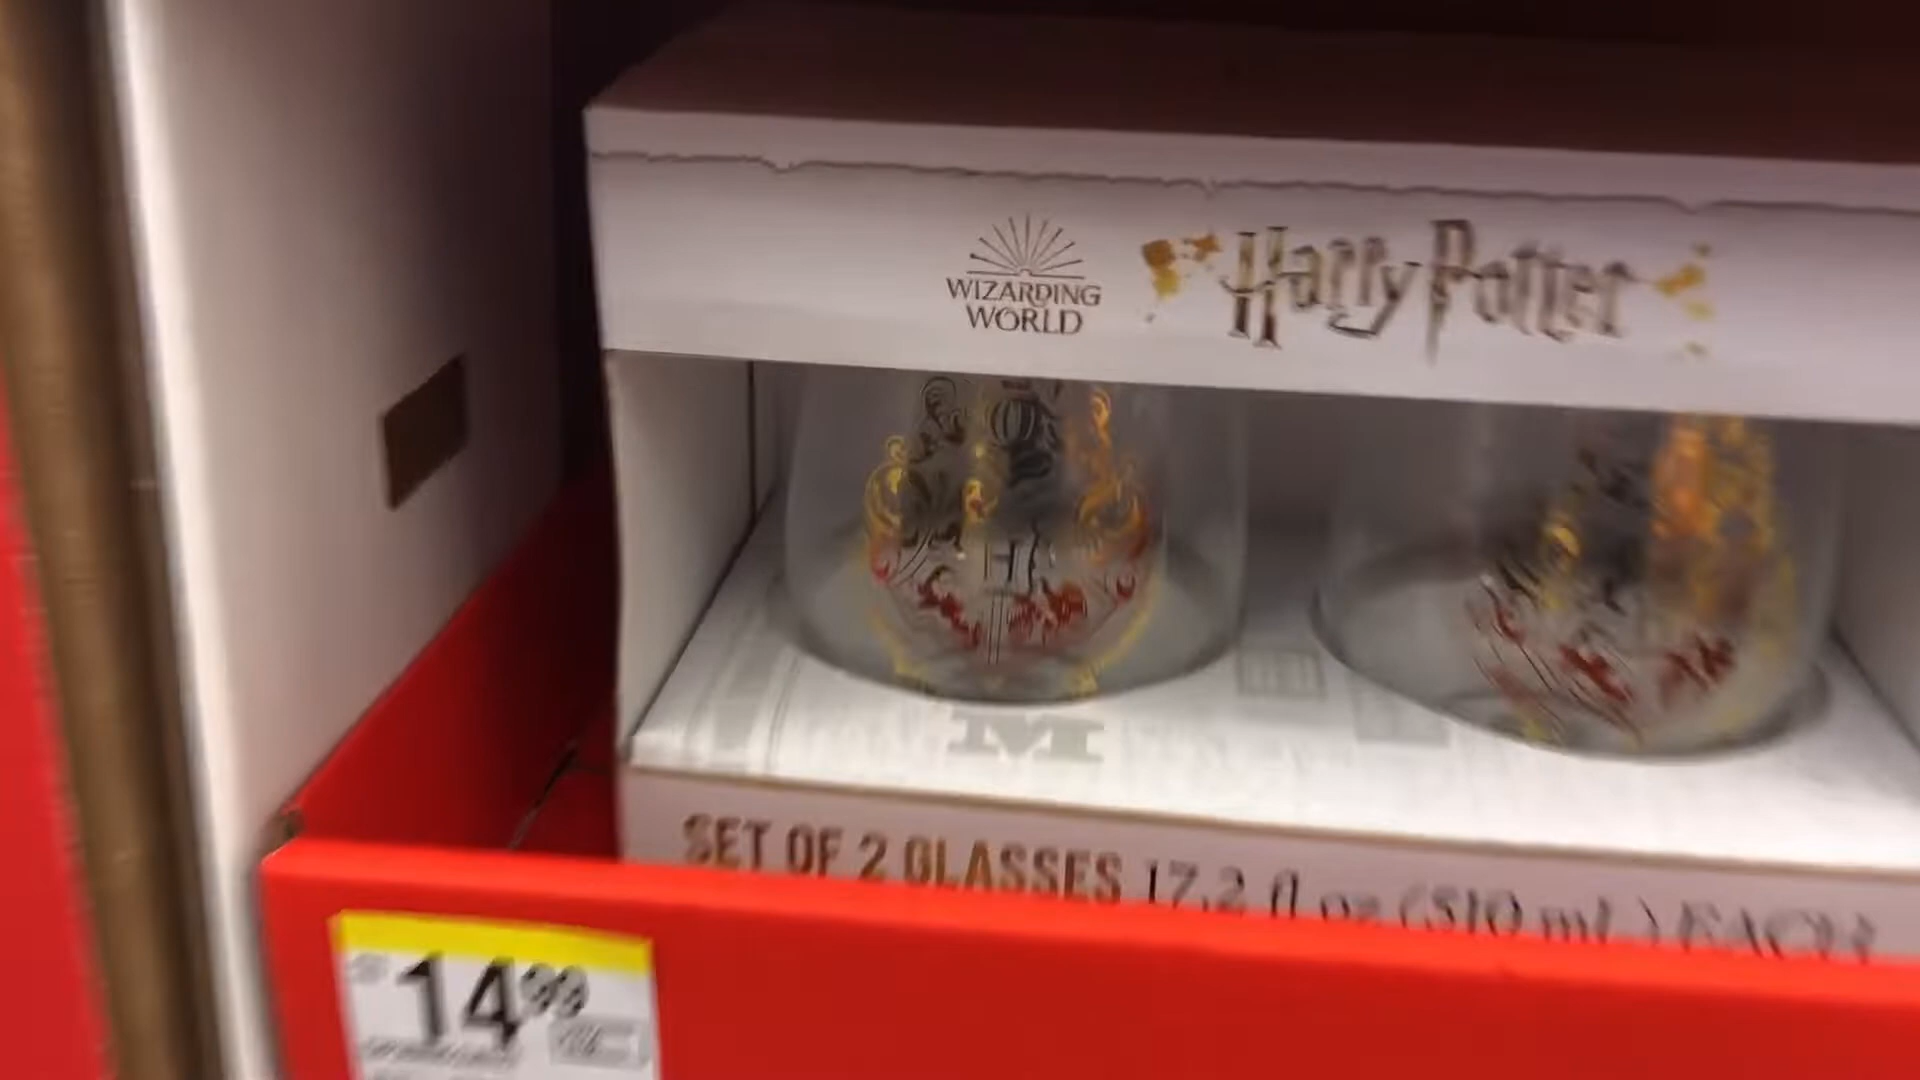 WIZARDING
WORLD
Harry Potter
H
M
SET OF 2 GLASSES 17.2 fl oz (510 mL) EACH
14 99